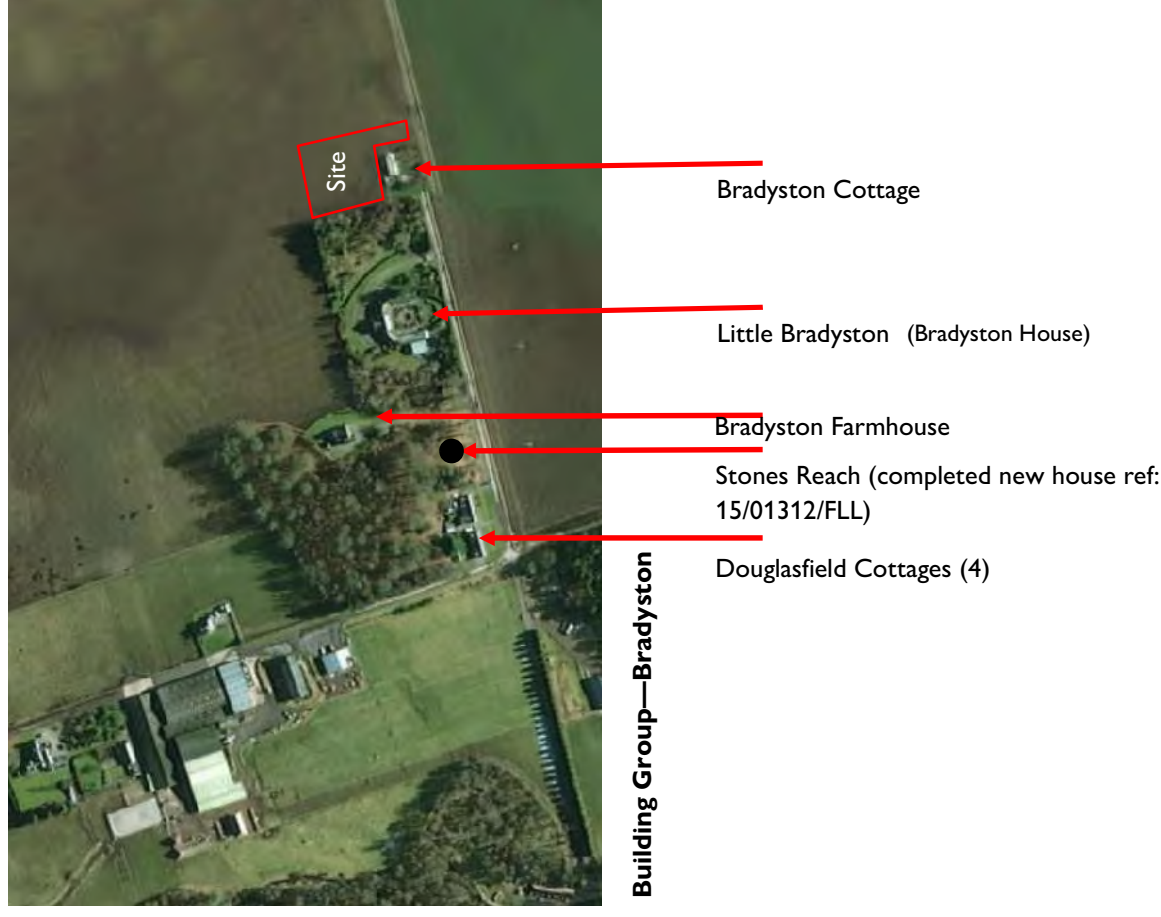 Site
Bradyston Cottage
Little Bradyston (Bradyston House)
Bradyston Farmhouse
Stones Reach (completed new house ref:
15/01312/FLL)
Douglasfield Cottages (4)
Building Group—Bradyston